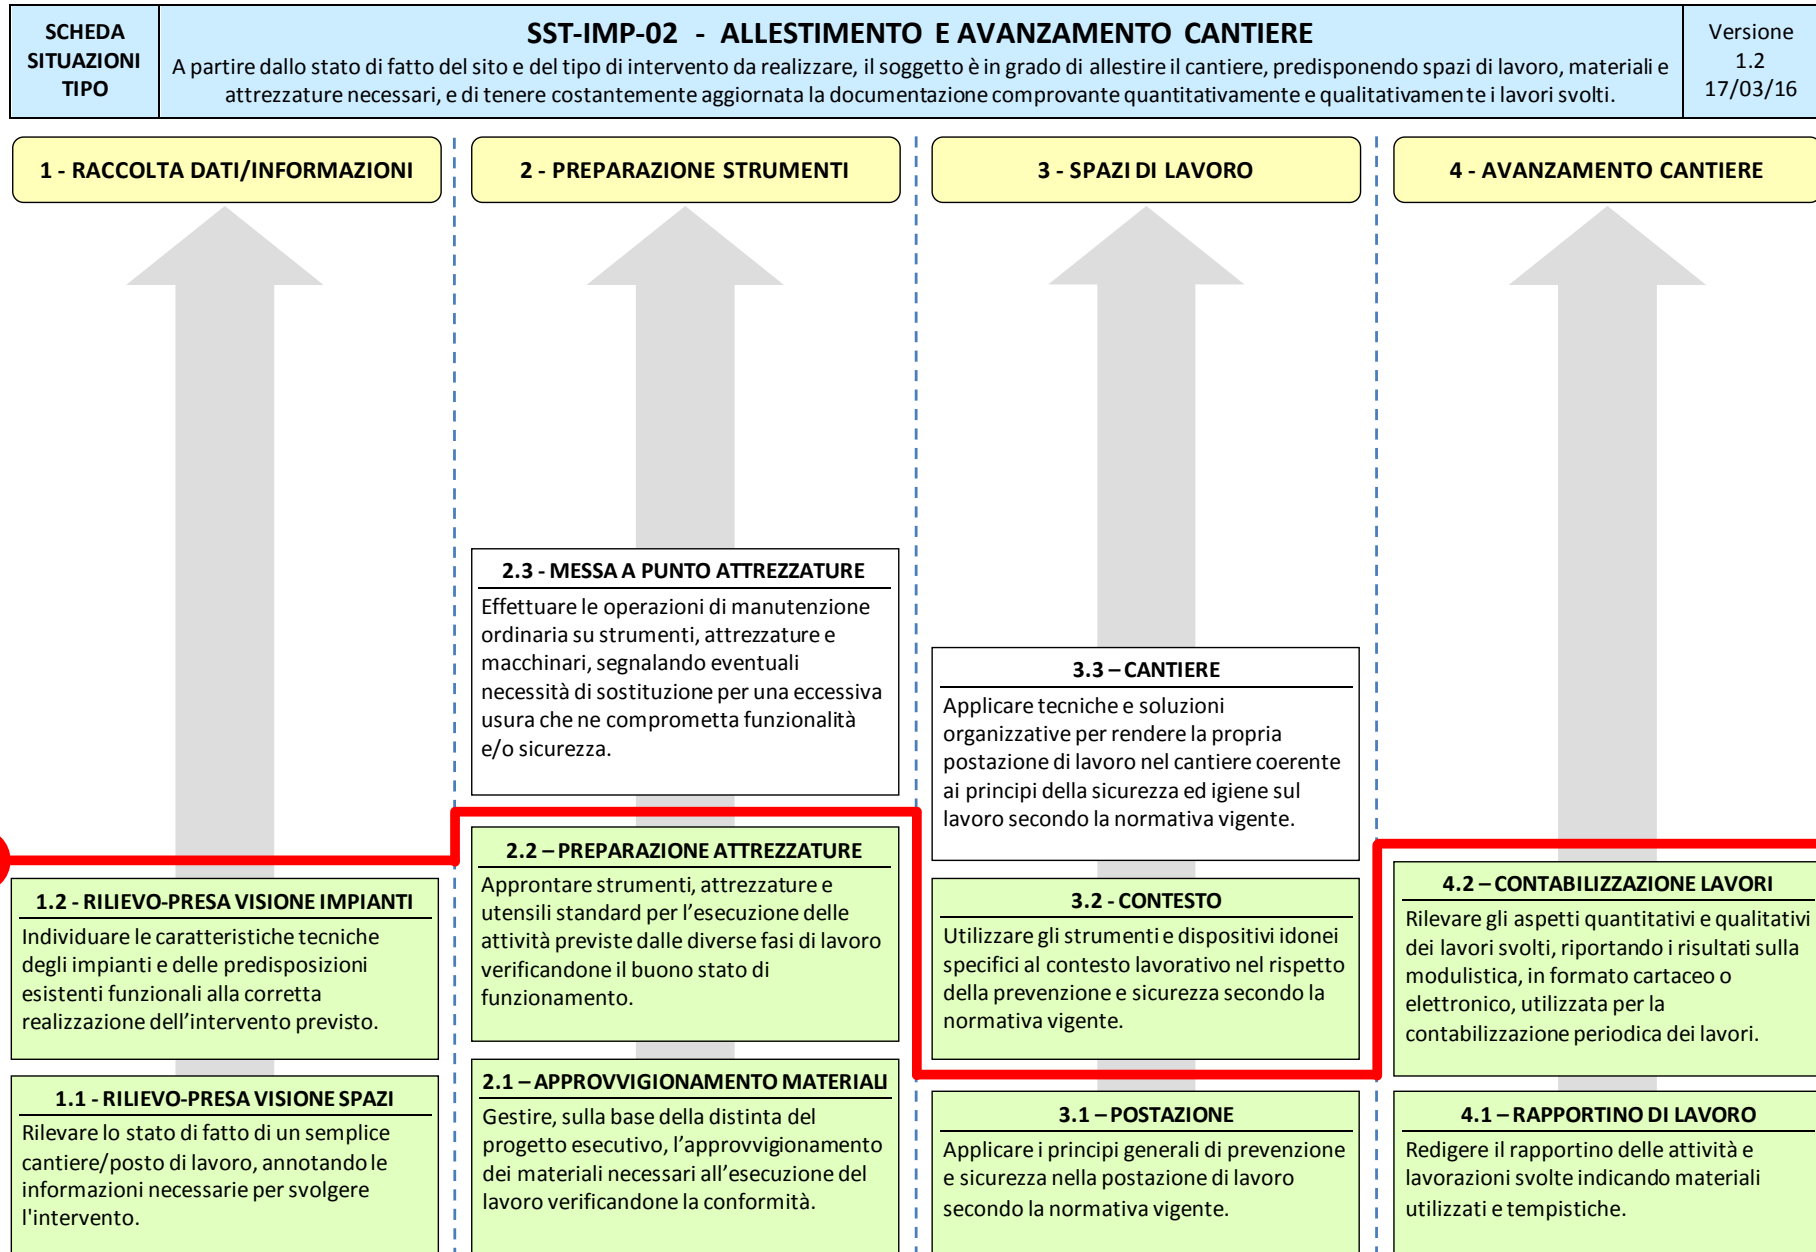 SCHEDA
SITUAZIONI
TIPO
SST-IMP-02 - ALLESTIMENTO E AVANZAMENTO CANTIERE
A partire dallo stato di fatto del sito e del tipo di intervento da realizzare, il soggetto è in grado di allestire il cantiere, predisponendo spazi di lavoro, materiali e
attrezzature necessari, e di tenere costantemente aggiornata la documentazione comprovante quantitativamente e qualitativamente i lavori svolti.
Versione
1.2
17/03/16
1 - RACCOLTA DATI/INFORMAZIONI
2 - PREPARAZIONE STRUMENTI
3 - SPAZI DI LAVORO
4 - AVANZAMENTO CANTIERE
2.3 - MESSA A PUNTO ATTREZZATURE
Effettuare le operazioni di manutenzione
ordinaria su strumenti, attrezzature e
macchinari, segnalando eventuali
necessità di sostituzione per una eccessiva
usura che ne comprometta funzionalità
e/o sicurezza.
3.3 – CANTIERE
Applicare tecniche e soluzioni
organizzative per rendere la propria
postazione di lavoro nel cantiere coerente
ai principi della sicurezza ed igiene sul
lavoro secondo la normativa vigente.
1.2 - RILIEVO-PRESA VISIONE IMPIANTI
Individuare le caratteristiche tecniche
degli impianti e delle predisposizioni
esistenti funzionali alla corretta
realizzazione dell’intervento previsto.
2.2 – PREPARAZIONE ATTREZZATURE
Approntare strumenti, attrezzature e
utensili standard per l’esecuzione delle
attività previste dalle diverse fasi di lavoro
verificandone il buono stato di
funzionamento.
3.2 - CONTESTO
Utilizzare gli strumenti e dispositivi idonei
specifici al contesto lavorativo nel rispetto
della prevenzione e sicurezza secondo la
normativa vigente.
4.2 – CONTABILIZZAZIONE LAVORI
Rilevare gli aspetti quantitativi e qualitativi
dei lavori svolti, riportando i risultati sulla
modulistica, in formato cartaceo o
elettronico, utilizzata per la
contabilizzazione periodica dei lavori.
1.1 - RILIEVO-PRESA VISIONE SPAZI
Rilevare lo stato di fatto di un semplice
cantiere/posto di lavoro, annotando le
informazioni necessarie per svolgere
l'intervento.
2.1 – APPROVVIGIONAMENTO MATERIALI
Gestire, sulla base della distinta del
progetto esecutivo, l’approvvigionamento
dei materiali necessari all’esecuzione del
lavoro verificandone la conformità.
3.1 – POSTAZIONE
Applicare i principi generali di prevenzione
e sicurezza nella postazione di lavoro
secondo la normativa vigente.
4.1 – RAPPORTINO DI LAVORO
Redigere il rapportino delle attività e
lavorazioni svolte indicando materiali
utilizzati e tempistiche.